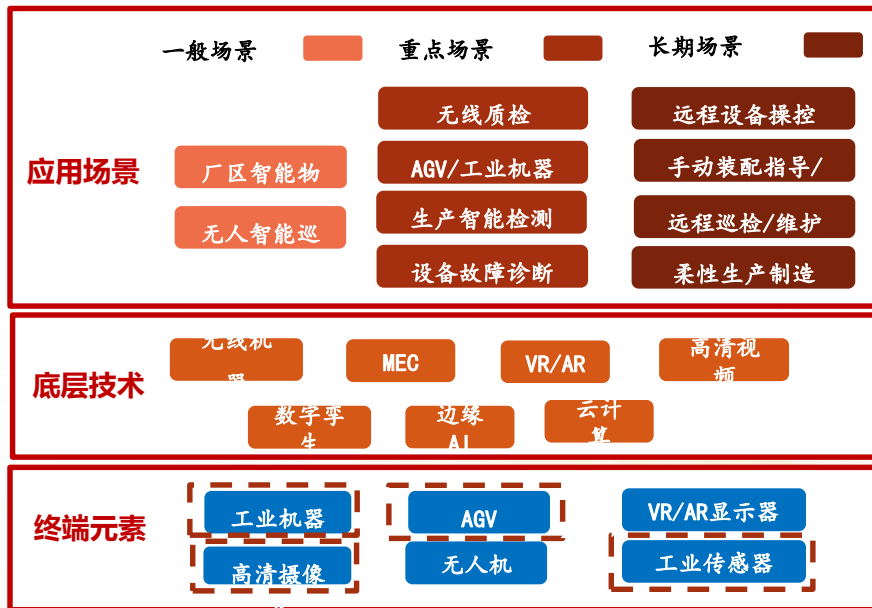 一般场景
重点场景
长期场景
应用场景
厂区智能物
无人智能巡
无线质检
AGV/工业机器
生产智能检测
设备故障诊断
远程设备操控
手动装配指导/
远程巡检/维护
柔性生产制造
底层技术
无线机
器
MEC
VR/AR
高清视
频
数字孪
生
边缘
AI
云计
算
终端元素
工业机器
AGV
VR/AR显示器
高清摄像
无人机
工业传感器